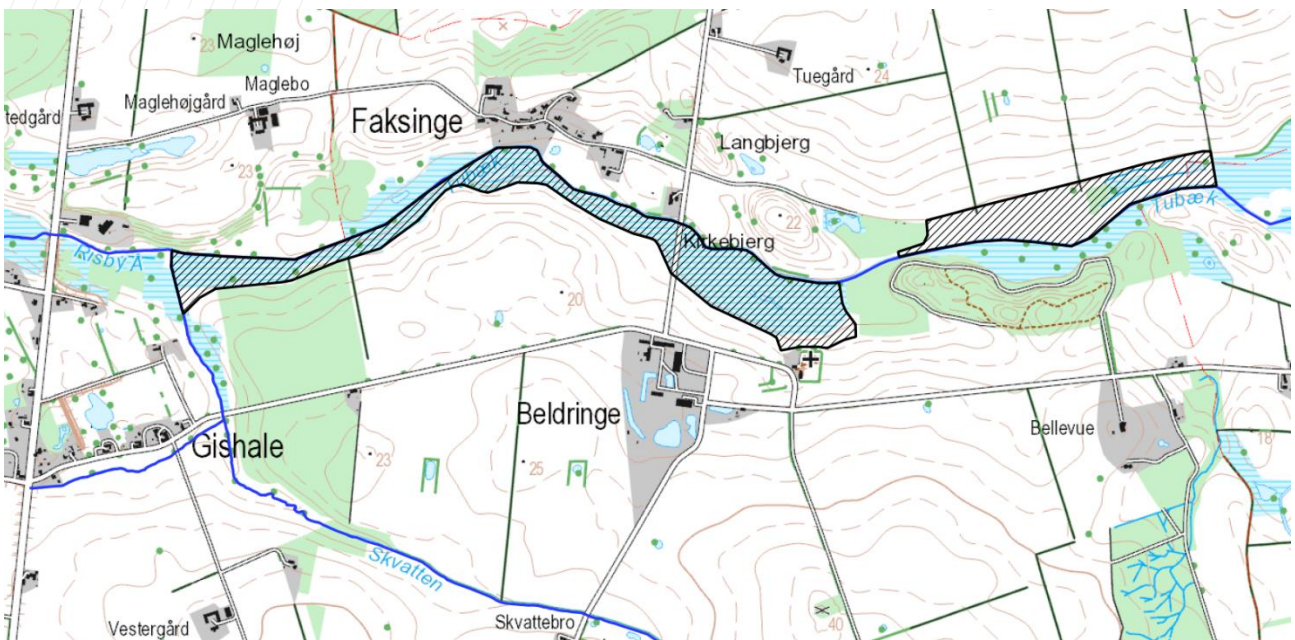 23
Maglehøj
Maglebo
Maglehøjgård
tedgård
Faksinge
Tuegård
24
Langbjerg
23
Tubæk
22
Kirkebjerg
Tubæk
Risby Å
20
Beldringe
Gishale
23
25
Bellevue
18
Skvatten
Vestergård
Skvattebro
40